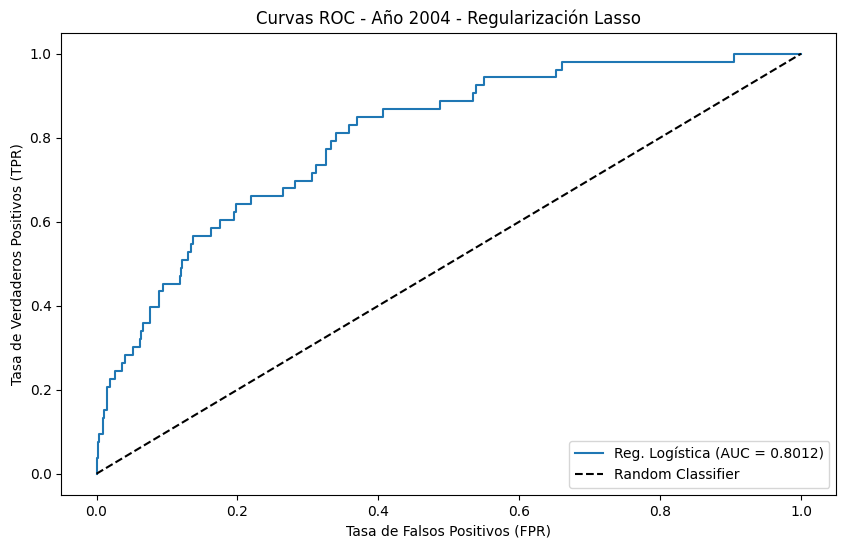 Curvas ROC - Año 2004 - Regularización Lasso
Tasa de Verdaderos Positivos (TPR)
1.0
0.8
0.6
0.4
0.2
0.0
0.0 0.2 0.4 0.6 0.8 1.0
Tasa de Falsos Positivos (FPR)
Reg. Logística (AUC = 0.8012)
Random Classifier